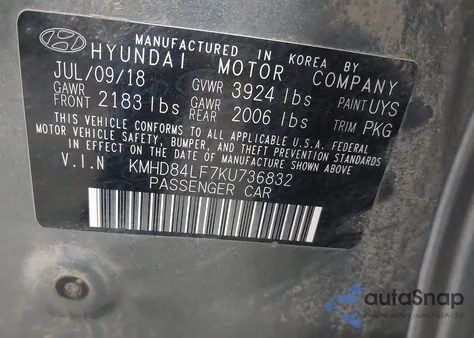 MANUFACTURED IN KOREA BY
HYUNDAI MOTOR COMPANY
JUL/09/18 GVWR 3924 lbs PAINT UYS
GAWR FRONT 2183 lbs GAWR REAR 2006 lbs TRIM PKG
THIS VEHICLE CONFORMS TO ALL APPLICABLE U.S.A. FEDERAL
MOTOR VEHICLE SAFETY, BUMPER, AND THEFT PREVENTION STANDARDS
IN EFFECT ON THE DATE OF MANUFACTURE SHOWN ABOVE.
V.I.N KMHD84LF7KU736832
PASSENGER CAR
autoSnap